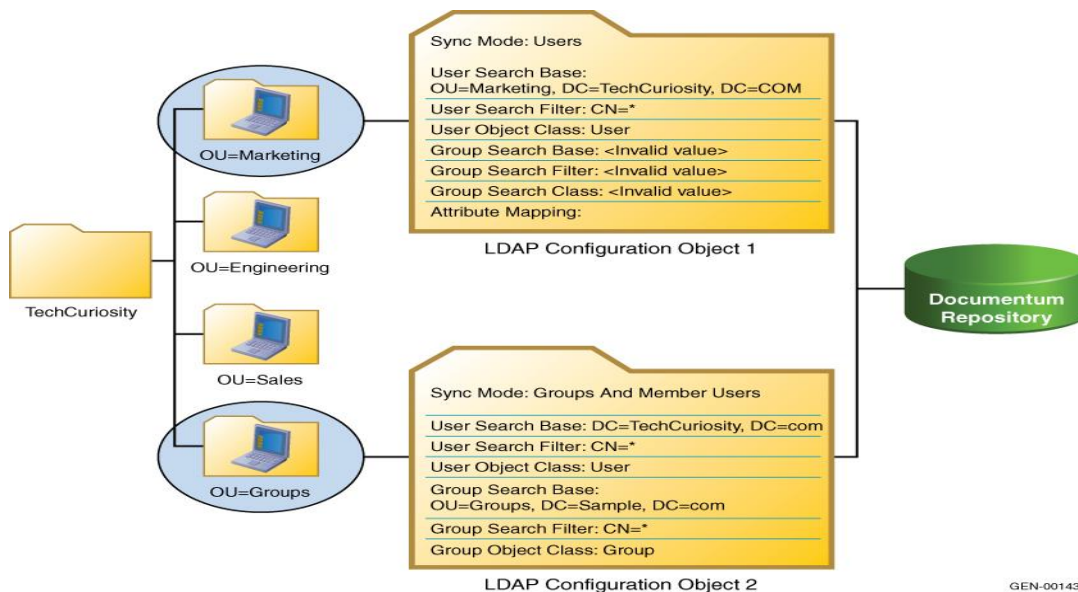 Sync Mode: Users
User Search Base:
OU=Marketing, DC=TechCuriosity, DC=COM
User Search Filter: CN=*
User Object Class: User
Group Search Base: <Invalid value>
Group Search Filter: <Invalid value>
Group Search Class: <Invalid value>
Attribute Mapping:
LDAP Configuration Object 1
OU=Marketing
OU=Engineering
TechCuriosity
OU=Sales
OU=Groups
Documentum
Repository
Sync Mode: Groups And Member Users
User Search Base: DC=TechCuriosity, DC=com
User Search Filter: CN=*
User Object Class: User
Group Search Base:
OU=Groups, DC=Sample, DC=com
Group Search Filter: CN=*
Group Object Class: Group
LDAP Configuration Object 2
GEN-00143